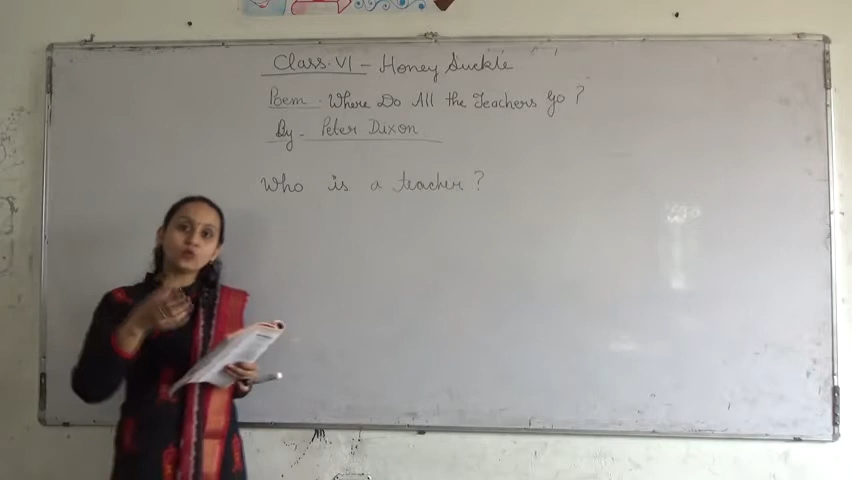 Class. VI - Honey Suckle
Poem. Where Do All the Teachers Go?
By - Peter Dixon
Who is a teacher?